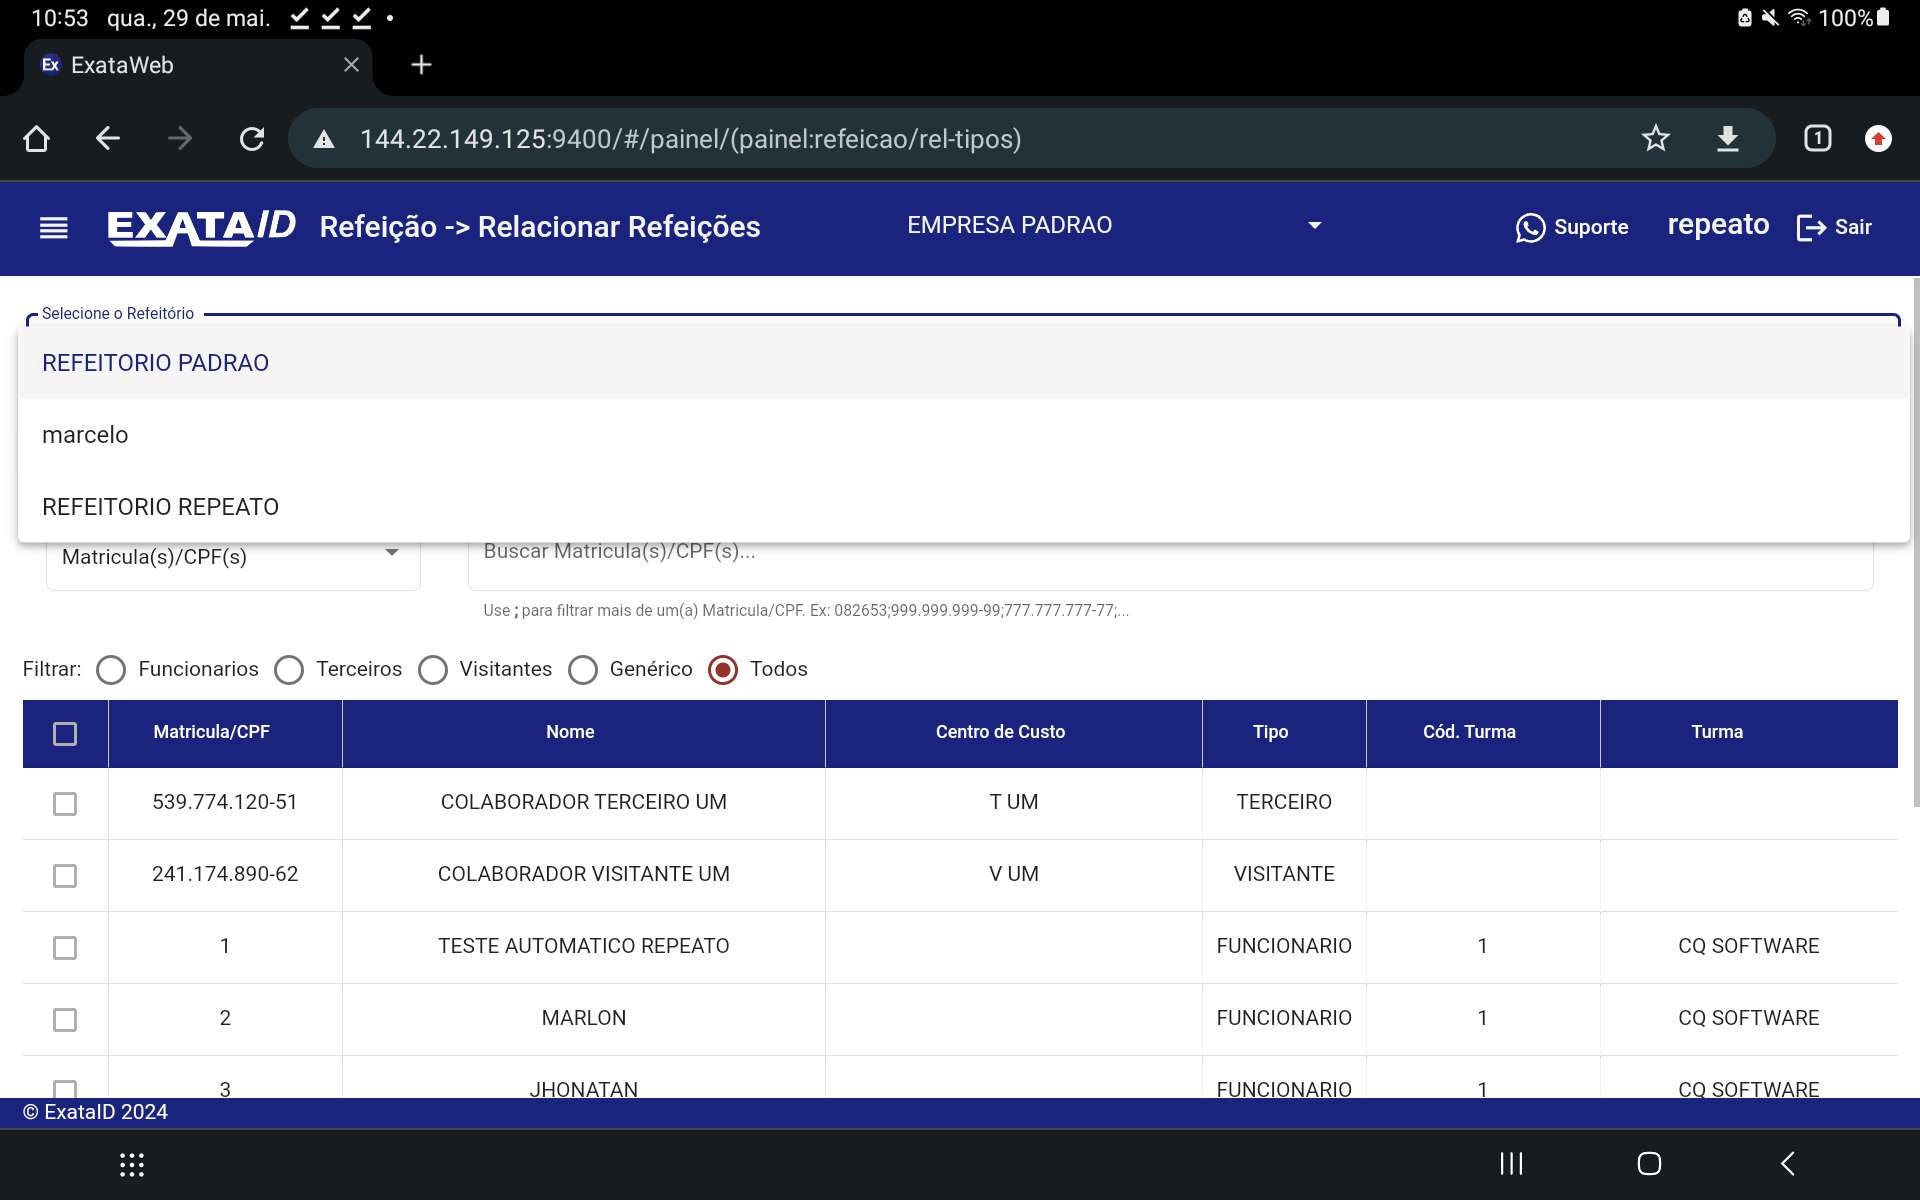 10:53 qua., 29 de mai.
100%
Ex ExataWeb
144.22.149.125:9400/#/painel/(painel:refeicao/rel-tipos)
1
EXATAID Refeição -> Relacionar Refeições EMPRESA PADRAO Suporte repeato Sair
Selecione o Refeitório
REFEITORIO PADRAO
marcelo
REFEITORIO REPEATO
Matricula(s)/CPF(s) Buscar Matricula(s)/CPF(s)...
Use ; para filtrar mais de um(a) Matricula/CPF. Ex: 082653;999.999.999-99;777.777.777-77;...
Filtrar: Funcionarios Terceiros Visitantes Genérico Todos
Matricula/CPF Nome Centro de Custo Tipo Cód. Turma Turma
539.774.120-51 COLABORADOR TERCEIRO UM T UM TERCEIRO
241.174.890-62 COLABORADOR VISITANTE UM V UM VISITANTE
1 TESTE AUTOMATICO REPEATO FUNCIONARIO 1 CQ SOFTWARE
2 MARLON FUNCIONARIO 1 CQ SOFTWARE
3 JHONATAN FUNCIONARIO 1 CQ SOFTWARE
© ExataID 2024